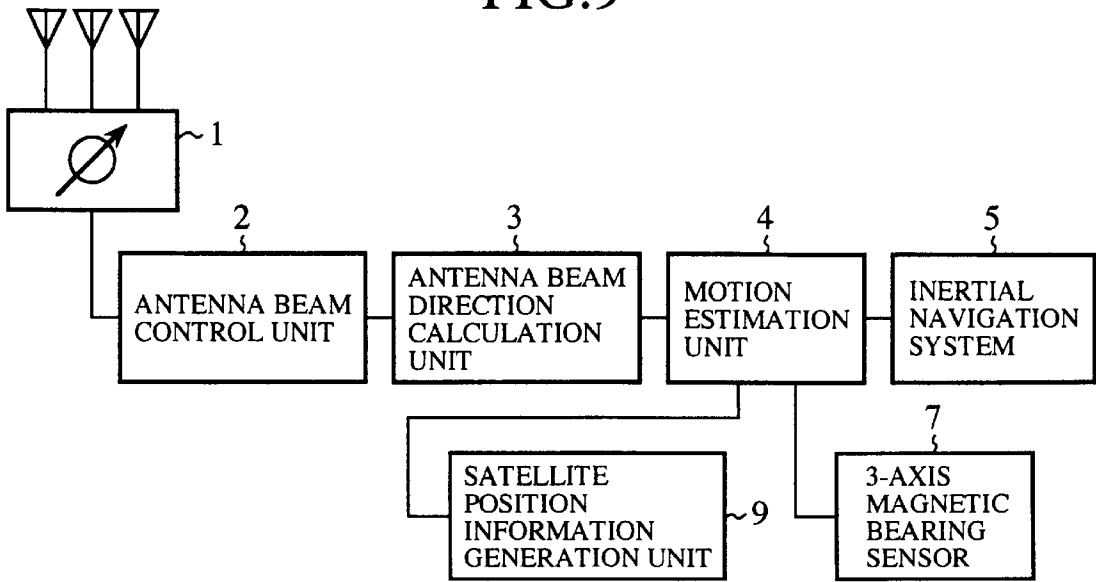 FIG.9
1
2
3
4
5
ANTENNA BEAM
CONTROL UNIT
ANTENNA BEAM
DIRECTION
CALCULATION
UNIT
MOTION
ESTIMATION
UNIT
INERTIAL
NAVIGATION
SYSTEM
7
SATELLITE
POSITION
INFORMATION
GENERATION UNIT
9
3-AXIS
MAGNETIC
BEARING
SENSOR